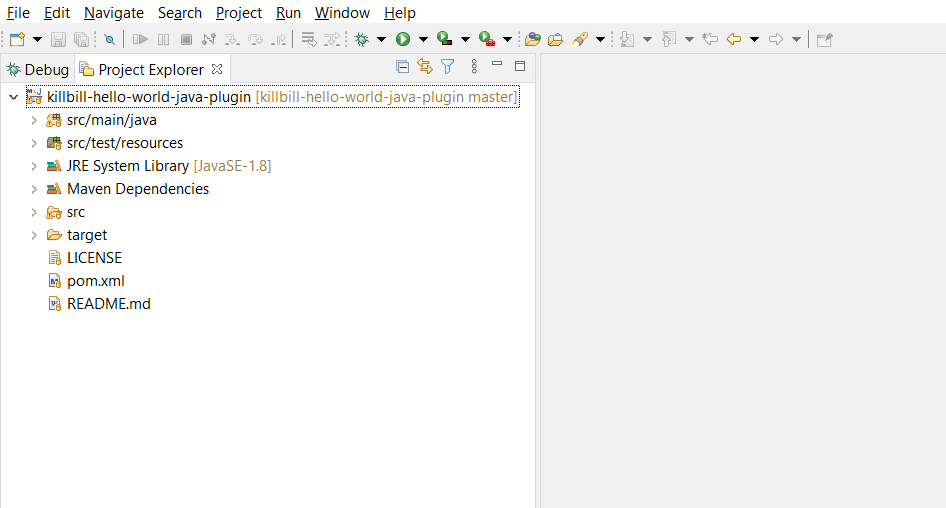 File Edit Navigate Search Project Run Window Help
Debug Project Explorer
killbill-hello-world-java-plugin [killbill-hello-world-java-plugin master]
src/main/java
src/test/resources
JRE System Library [JavaSE-1.8]
Maven Dependencies
src
target
LICENSE
pom.xml
README.md